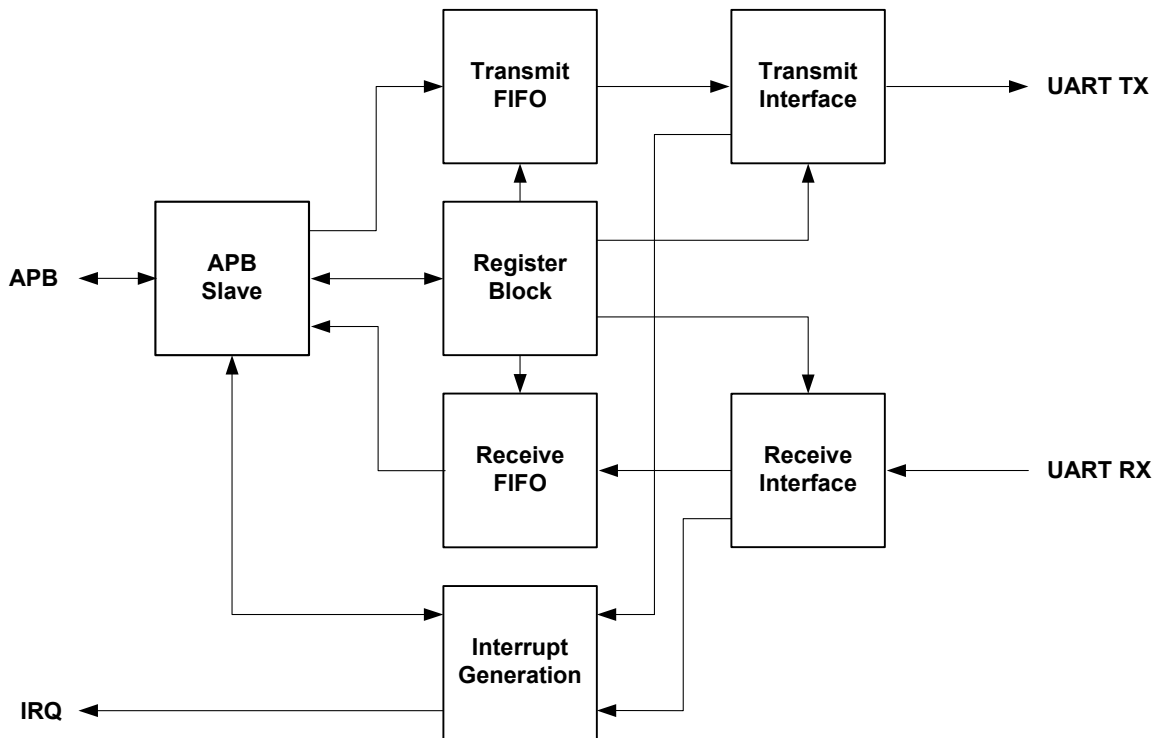 Transmit
FIFO
Transmit
Interface
UART TX
APB
APB
Slave
Register
Block
Receive
FIFO
Receive
Interface
UART RX
Interrupt
Generation
IRQ